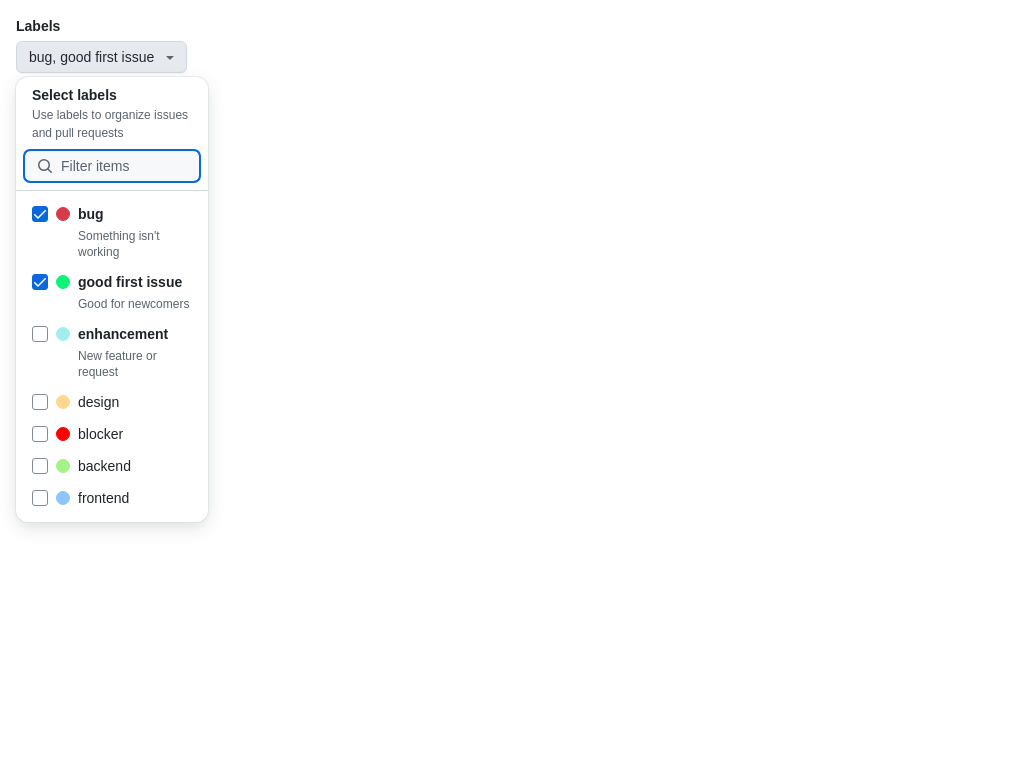 Labels
bug, good first issue
Select labels
Use labels to organize issues
and pull requests
Filter items
bug
Something isn't
working
good first issue
Good for newcomers
enhancement
New feature or
request
design
blocker
backend
frontend